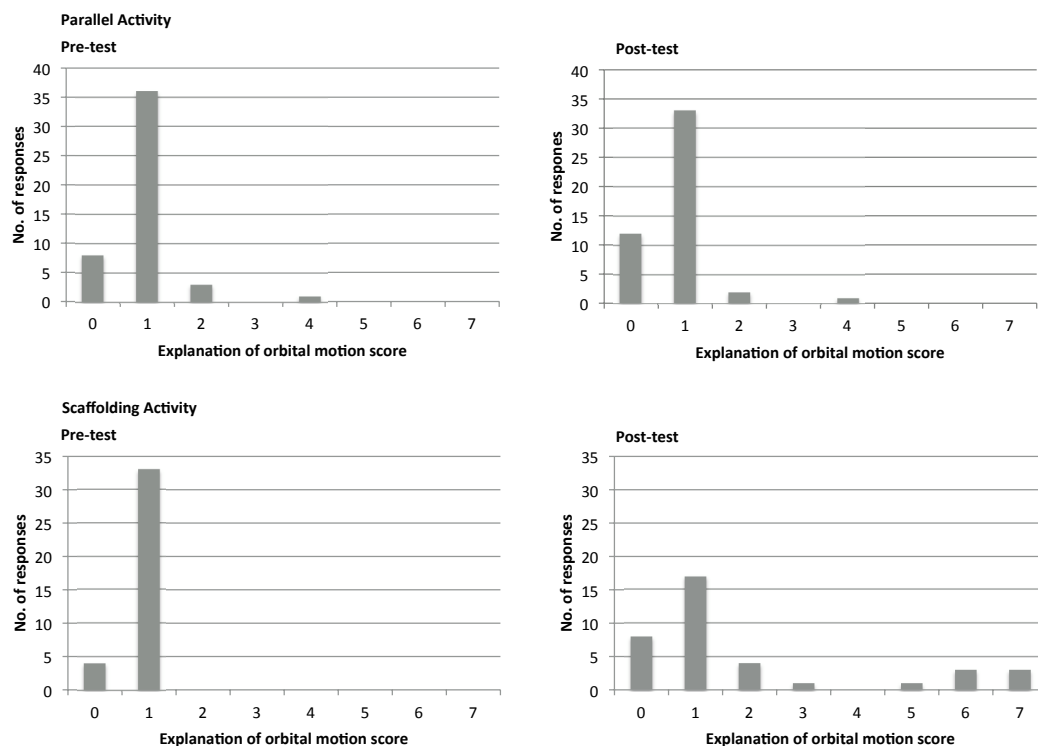 Parallel Activity
Pre-test
40
35
30
25
20
15
10
5
0
No. of responses
0 1 2 3 4 5 6 7
Explanation of orbital motion score
Post-test
40
35
30
25
20
15
10
5
0
No. of respones
0 1 2 3 4 5 6 7
Explanation of orbital motion score
Scaffolding Activity
Pre-test
35
30
25
20
15
10
5
0
No. of responses
0 1 2 3 4 5 6 7
Explanation of orbital motion score
Post-test
35
30
25
20
15
10
5
0
No. of responses
0 1 2 3 4 5 6 7
Explanation of orbital motion score